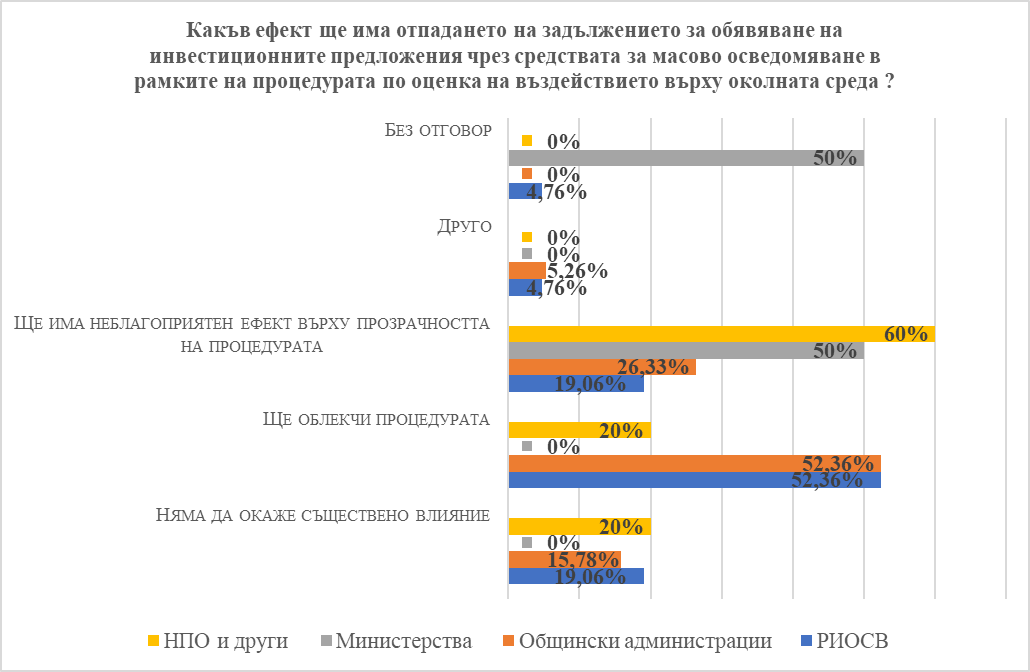 Какъв ефект ще има отпадането на задължението за обявяване на
инвестиционните предложения чрез средствата за масово осведомяване в
рамките на процедурата по оценка на въздействието върху околната среда ?
Без отговор
0%
50%
0%
4,76%
Друго
0%
0%
5,26%
4,76%
Ще има неблагоприятен ефект върху прозрачността
на процедурата
60%
50%
26,33%
19,06%
Ще облекчи процедурата
20%
0%
52,36%
52,36%
Няма да окаже съществено влияние
20%
0%
15,78%
19,06%
НПО и други
Министерства
Общински администрации
РИОСВ